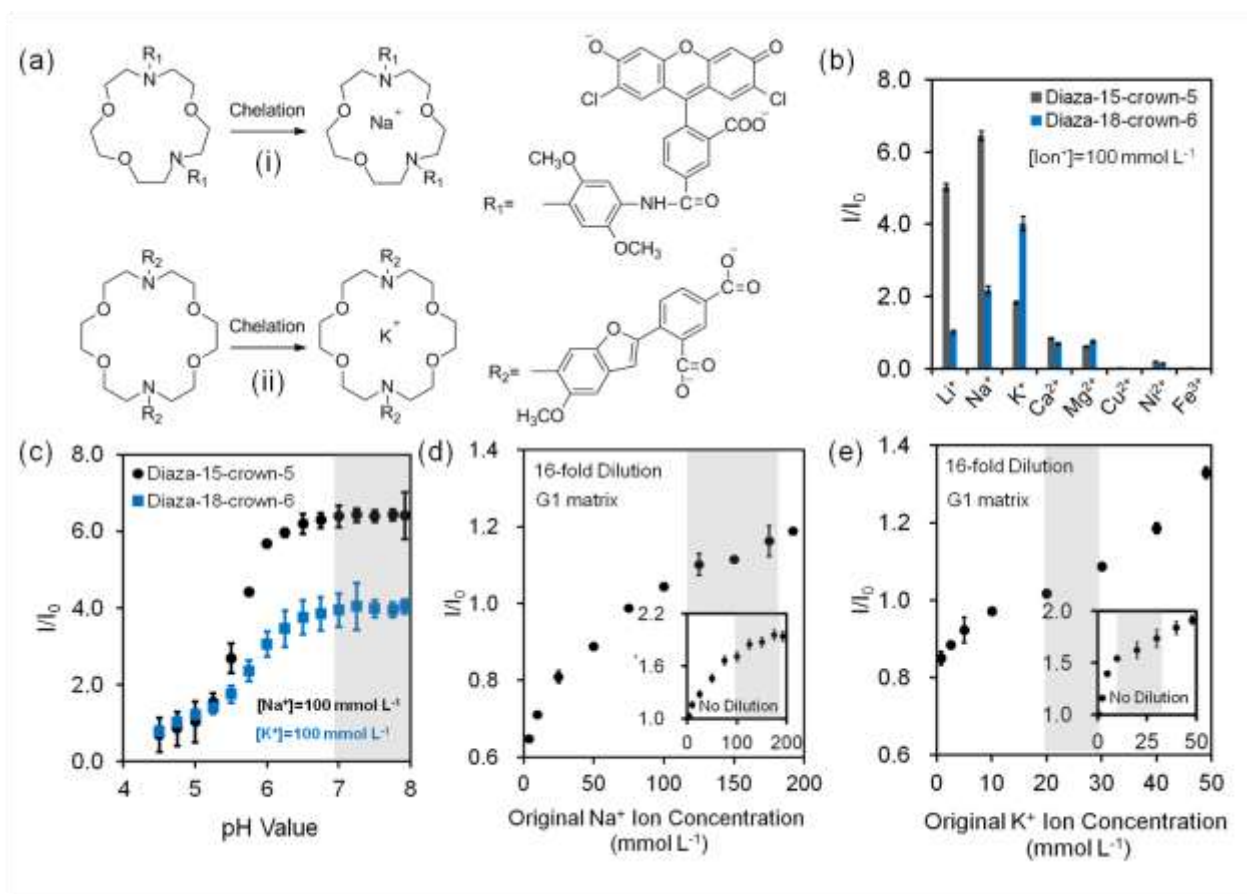 (a)
R₁
N
O
O
O
N
R₁
Chelation
(i)
R₁
N
O
Na⁺
O
O
N
R₁
⁻O
O
O
Cl
Cl
COO⁻
CH₃O
R₁=
NH
C=O
OCH₃
R₂
N
O
O
O
O
N
R₂
Chelation
(ii)
R₂
N
O
O
K⁺
O
O
N
R₂
O⁻
C=O
O
R₂=
C=O
O⁻
H₃CO
(b)
8.0
6.0
4.0
2.0
0.0
I/I₀
Diaza-15-crown-5
Diaza-18-crown-6
[Ion⁺]=100 mmol L⁻¹
Li⁺
Na⁺
K⁺
Ca²⁺
Mg²⁺
Cu²⁺
Ni²⁺
Fe³⁺
(c)
8.0
6.0
4.0
2.0
0.0
I/I₀
Diaza-15-crown-5
Diaza-18-crown-6
[Na⁺]=100 mmol L⁻¹
[K⁺]=100 mmol L⁻¹
4 5 6 7 8
pH Value
(d)
1.4
1.2
1.0
0.8
0.6
I/I₀
16-fold Dilution
G1 matrix
2.2
1.6
1.0
No Dilution
0 100 200
0 50 100 150 200
Original Na⁺ Ion Concentration
(mmol L⁻¹)
(e)
1.4
1.2
1.0
0.8
0.6
I/I₀
16-fold Dilution
G1 matrix
2.0
1.5
1.0
No Dilution
0 30 50
0 10 20 30 40 50
Original K⁺ Ion Concentration
(mmol L⁻¹)